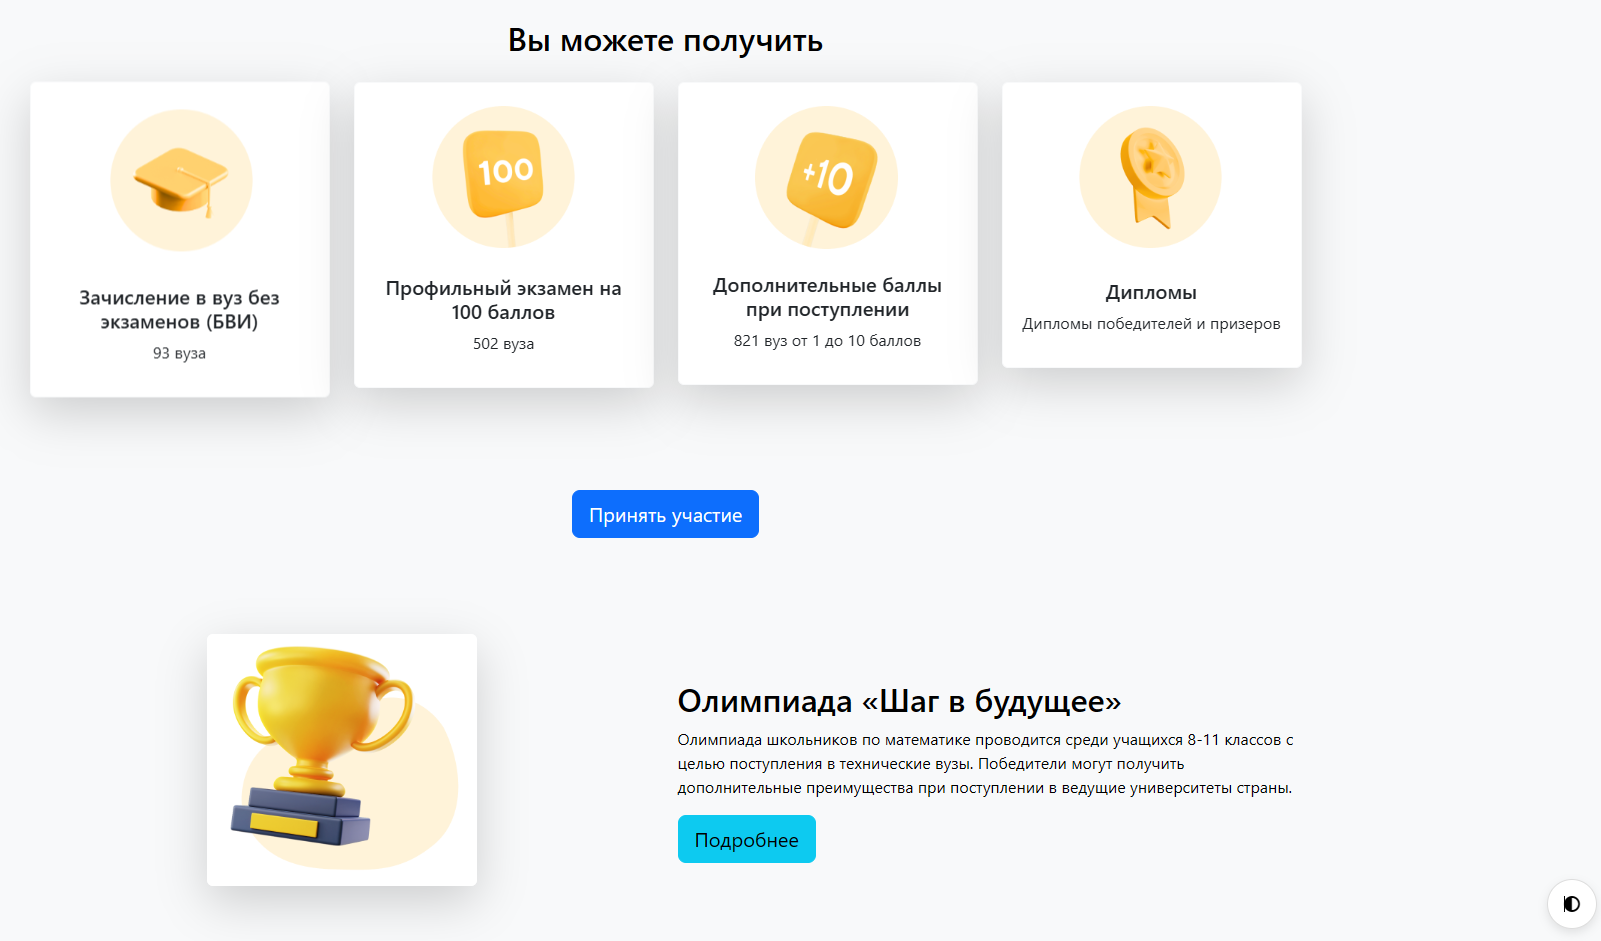 Вы можете получить
100
+10
Зачисление в вуз без
экзаменов (БВИ)
93 вуза
Профильный экзамен на
100 баллов
502 вуза
Дополнительные баллы
при поступлении
821 вуз от 1 до 10 баллов
Дипломы
Дипломы победителей и призеров
Принять участие
Олимпиада «Шаг в будущее»
Олимпиада школьников по математике проводится среди учащихся 8-11 классов с
целью поступления в технические вузы. Победители могут получить
дополнительные преимущества при поступлении в ведущие университеты страны.
Подробнее